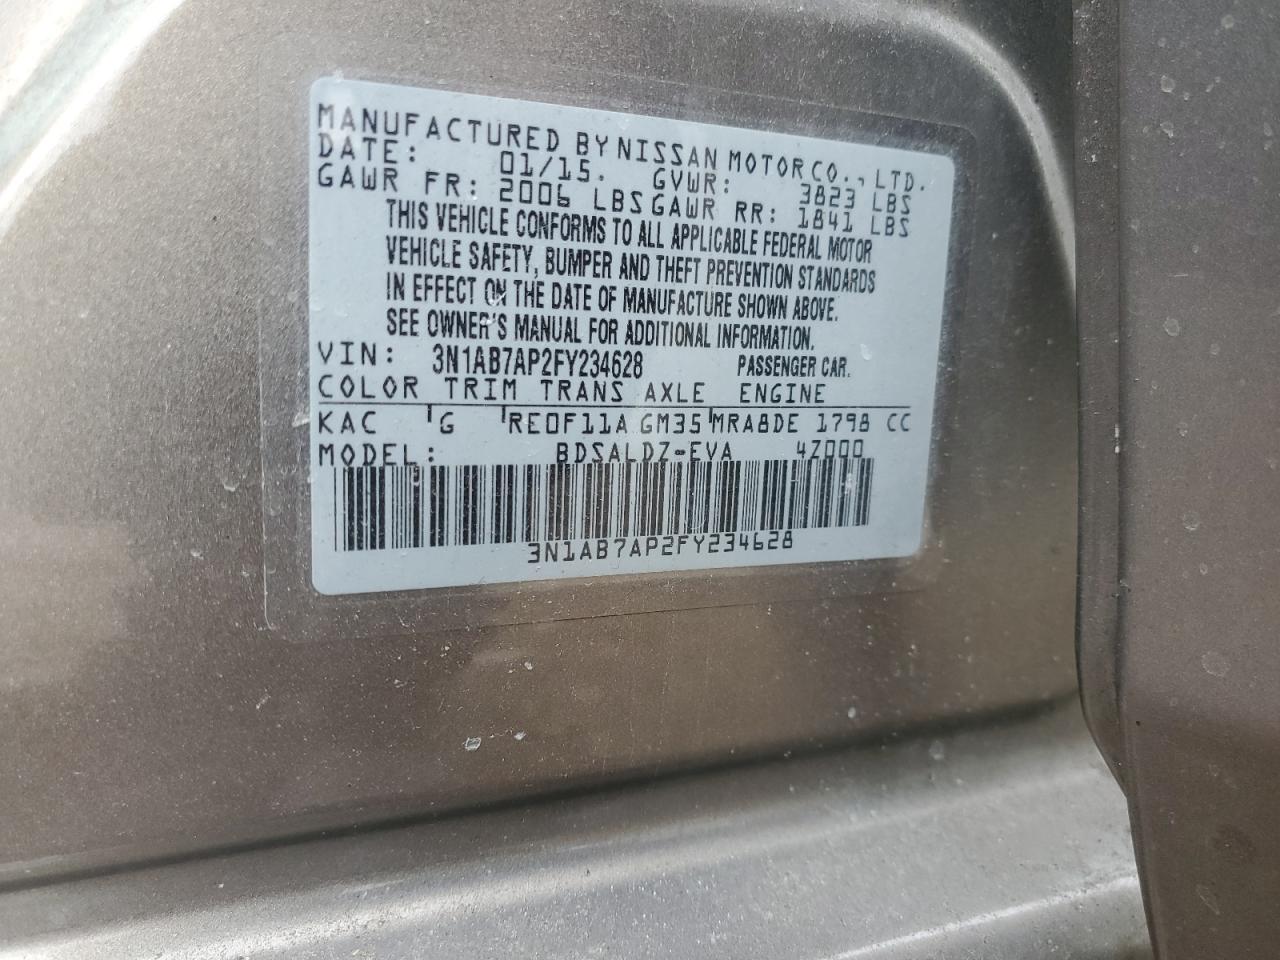 MANUFACTURED BY NISSAN MOTOR CO., LTD.
DATE: 01/15. GVWR: 3823 LBS
GAWR FR: 2006 LBS GAWR RR: 1841 LBS
THIS VEHICLE CONFORMS TO ALL APPLICABLE FEDERAL MOTOR
VEHICLE SAFETY, BUMPER AND THEFT PREVENTION STANDARDS
IN EFFECT ON THE DATE OF MANUFACTURE SHOWN ABOVE.
SEE OWNER'S MANUAL FOR ADDITIONAL INFORMATION.
VIN: 3N1AB7AP2FY234628 PASSENGER CAR.
COLOR TRIM TRANS AXLE ENGINE
KAC G RE0F11A GM35 MRA8DE 1798 CC
MODEL: BDSALDZ-EVA 4Z000
3N1AB7AP2FY234628